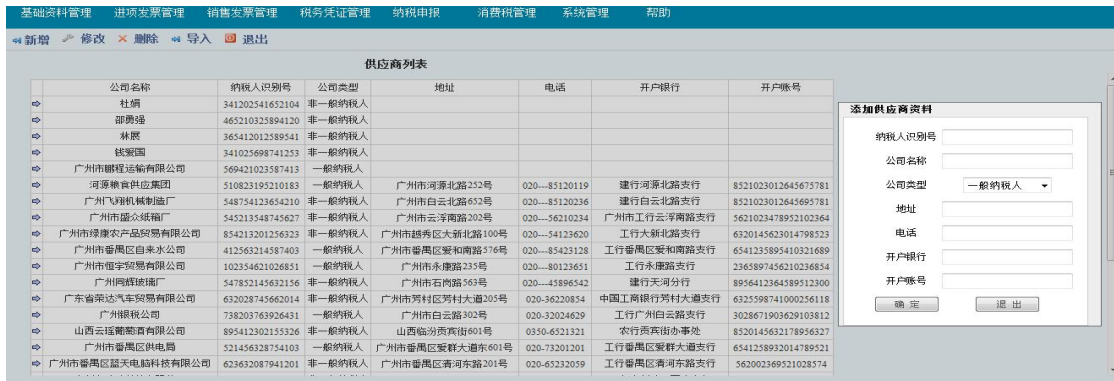 基础资料管理 进项发票管理 销售发票管理 税务凭证管理 纳税申报 消费税管理 系统管理 帮助
新增 修改 删除 导入 退出
供应商列表
公司名称 纳税人识别号 公司类型 地址 电话 开户银行 开户账号
杜娟 341202541652104 非一般纳税人
邵勇强 465210325894120 非一般纳税人
林展 365412012589541 非一般纳税人
钱爱国 341025698741253 非一般纳税人
广州市鹏程运输有限公司 569421023587413 一般纳税人
河源粮食供应集团 510823195210183 一般纳税人 广州市河源北路252号 020---85120119 建行河源北路支行 8521023012645675781
广州飞翔机械制造厂 548754123654210 非一般纳税人 广州市白云北路652号 020---85120236 建行白云北路支行 8521023012645695781
广州市盛众纸箱厂 545213548745627 非一般纳税人 广州市云浮南路202号 020---56210234 广州市工行云浮南路支行 5621023478952102364
广州市绿康农产品贸易有限公司 854213201256323 非一般纳税人 广州市越秀区大新北路100号 020---54123620 工行大新北路支行 6320145623014798523
广州市番禺区自来水公司 412563214587403 一般纳税人 广州市番禺区爱和南路576号 020---85423128 工行番禺区爱和南路支行 6541235895410321689
广州市恒宇贸易有限公司 102354621026851 一般纳税人 广州市永康路235号 020---80123651 工行永康路支行 2365897456210236854
广州同辉玻璃厂 547852145632156 非一般纳税人 广州市石岗路563号 020---45896542 建行天河分行 8956412364589512300
广东省荣达汽车贸易有限公司 632028745662014 非一般纳税人 广州市芳村区芳村大道205号 020-36220854 中国工商银行芳村大道支行 6325598741000256118
广州银税公司 738203763926431 一般纳税人 广州市白云路302号 020-32024629 工行广州白云路支行 3028671903629103812
山西云瑶葡萄酒有限公司 895412302155326 非一般纳税人 山西临汾贡宾街601号 0350-6521321 农行贡宾街办事处 8520145632178956327
广州市番禺区供电局 521456328754103 一般纳税人 广州市番禺区爱群大道东601号 020-73201201 工行番禺区爱群大道支行 6541258932014789521
广州市番禺区蓝天电脑科技有限公司 623632087941201 非一般纳税人 广州市番禺区清河东路201号 020-65232059 工行番禺区清河东路支行 562002369521028574
添加供应商资料
纳税人识别号
公司名称
公司类型 一般纳税人
地址
电话
开户银行
开户账号
确 定 退 出